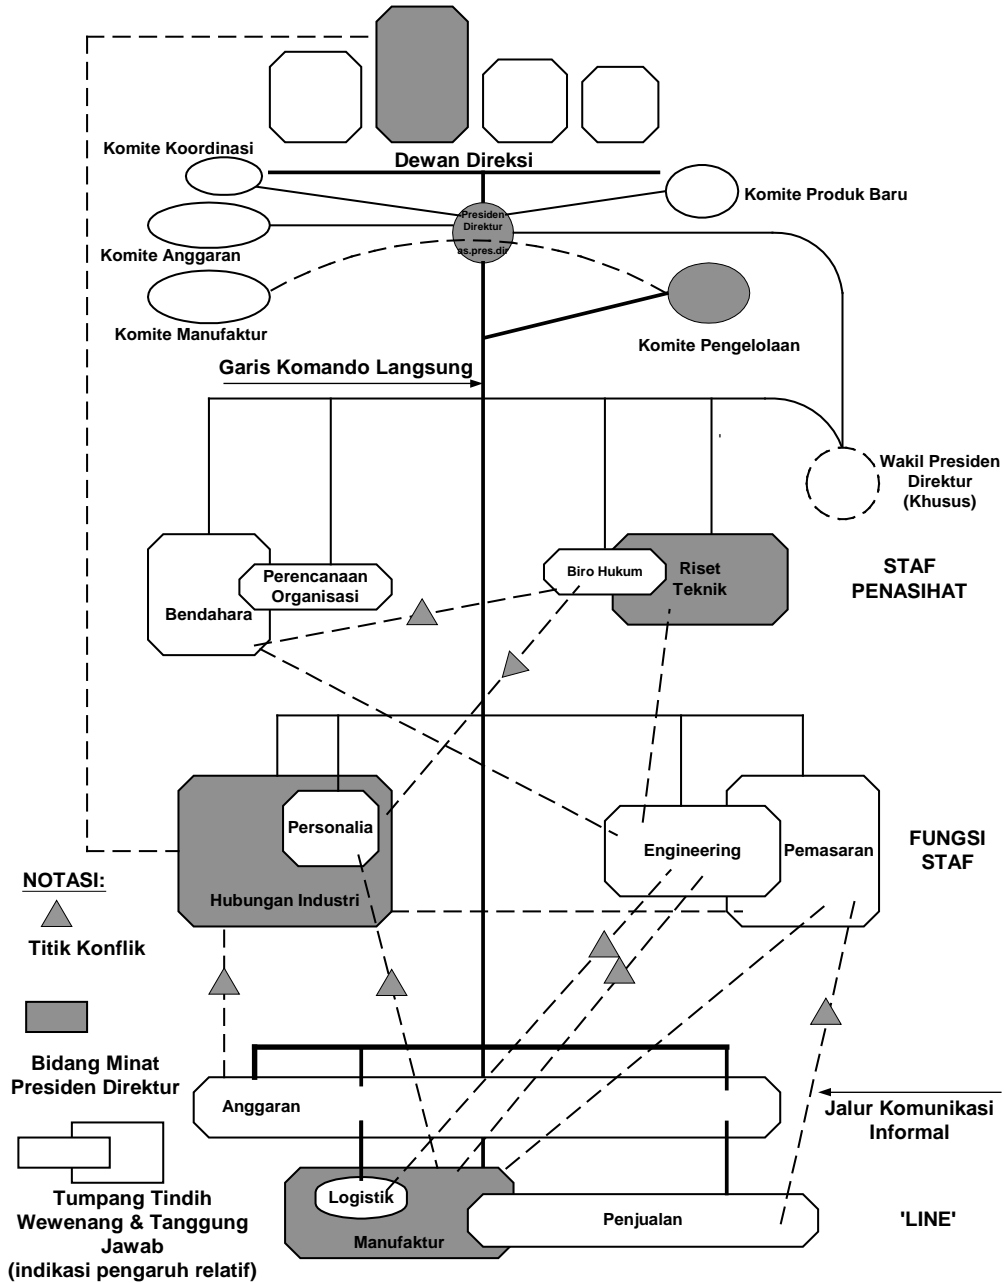 Dewan Direksi
Komite Koordinasi
Komite Produk Baru
Presiden
Direktur
as.pres.dir
Komite Anggaran
Komite Manufaktur
Komite Pengelolaan
Garis Komando Langsung
Wakil Presiden
Direktur
(Khusus)
STAF
PENASIHAT
Bendahara
Perencanaan
Organisasi
Biro Hukum
Riset
Teknik
Personalia
Hubungan Industri
Engineering
Pemasaran
FUNGSI
STAF
NOTASI:
Titik Konflik
Bidang Minat
Presiden Direktur
Tumpang Tindih
Wewenang & Tanggung
Jawab
(indikasi pengaruh relatif)
Anggaran
Jalur Komunikasi
Informal
Logistik
Manufaktur
Penjualan
'LINE'